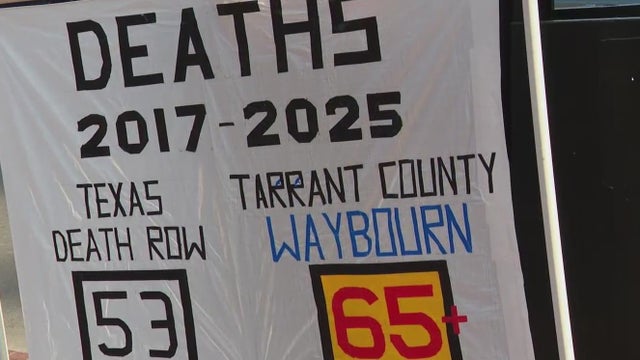 DEATHS
2017-2025
TEXAS
DEATH ROW
53
TARRANT COUNTY
WAYBOURN
65+